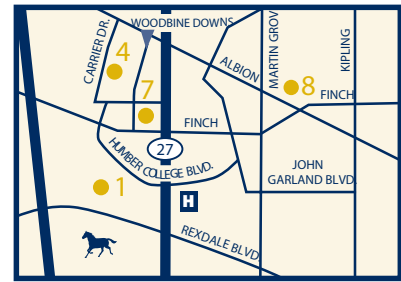 WOODBINE DOWNS
CARRIER DR.
4
7
ALBION
MARTIN GROV
KIPLING
8
FINCH
FINCH
27
HUMBER COLLEGE BLVD.
JOHN
GARLAND BLVD.
1
H
REXDALE BLVD